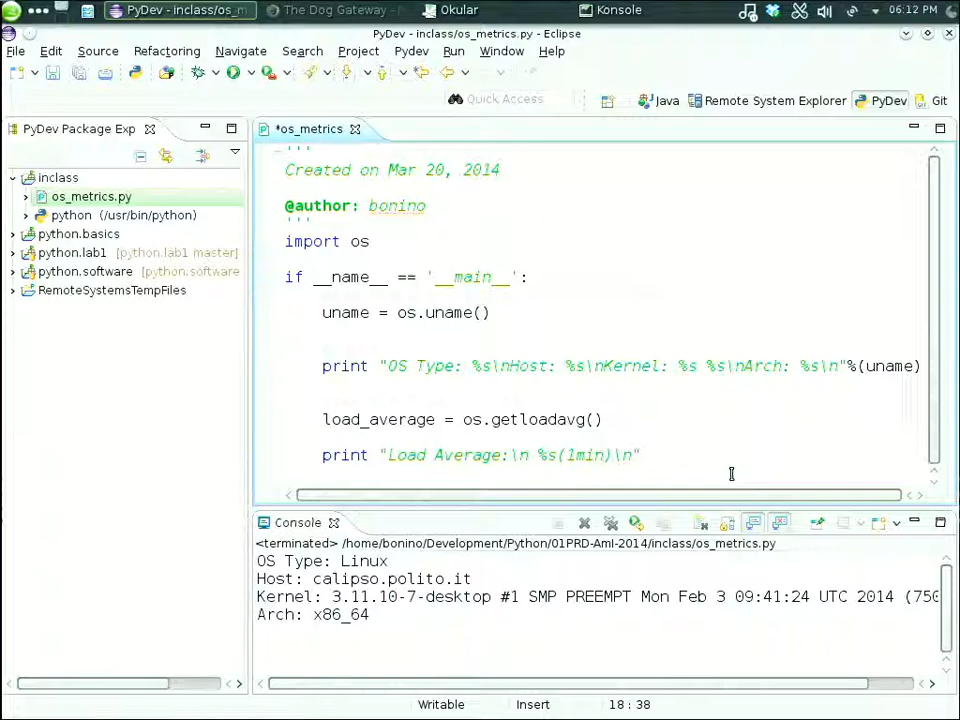 PyDev - inclass/os_m
The Dog Gateway -
Okular
Konsole
06:12 PM
PyDev - inclass/os_metrics.py - Eclipse
File Edit Source Refactoring Navigate Search Project Pydev Run Window Help
Quick Access
Java
Remote System Explorer
PyDev
Git
PyDev Package Exp
inclass
os_metrics.py
python (/usr/bin/python)
python.basics
python.lab1 [python.lab1 master]
python.software [python.software
RemoteSystemsTempFiles
*os_metrics
'''
Created on Mar 20, 2014
@author: bonino
'''
import os
if __name__ == '__main__':
uname = os.uname()
print "OS Type: %s\nHost: %s\nKernel: %s %s\nArch: %s\n"%(uname)
load_average = os.getloadavg()
print "Load Average:\n %s(1min)\n"
Console
<terminated> /home/bonino/Development/Python/01PRD-AmI-2014/inclass/os_metrics.py
OS Type: Linux
Host: calipso.polito.it
Kernel: 3.11.10-7-desktop #1 SMP PREEMPT Mon Feb 3 09:41:24 UTC 2014 (750
Arch: x86_64
Writable
Insert
18 : 38